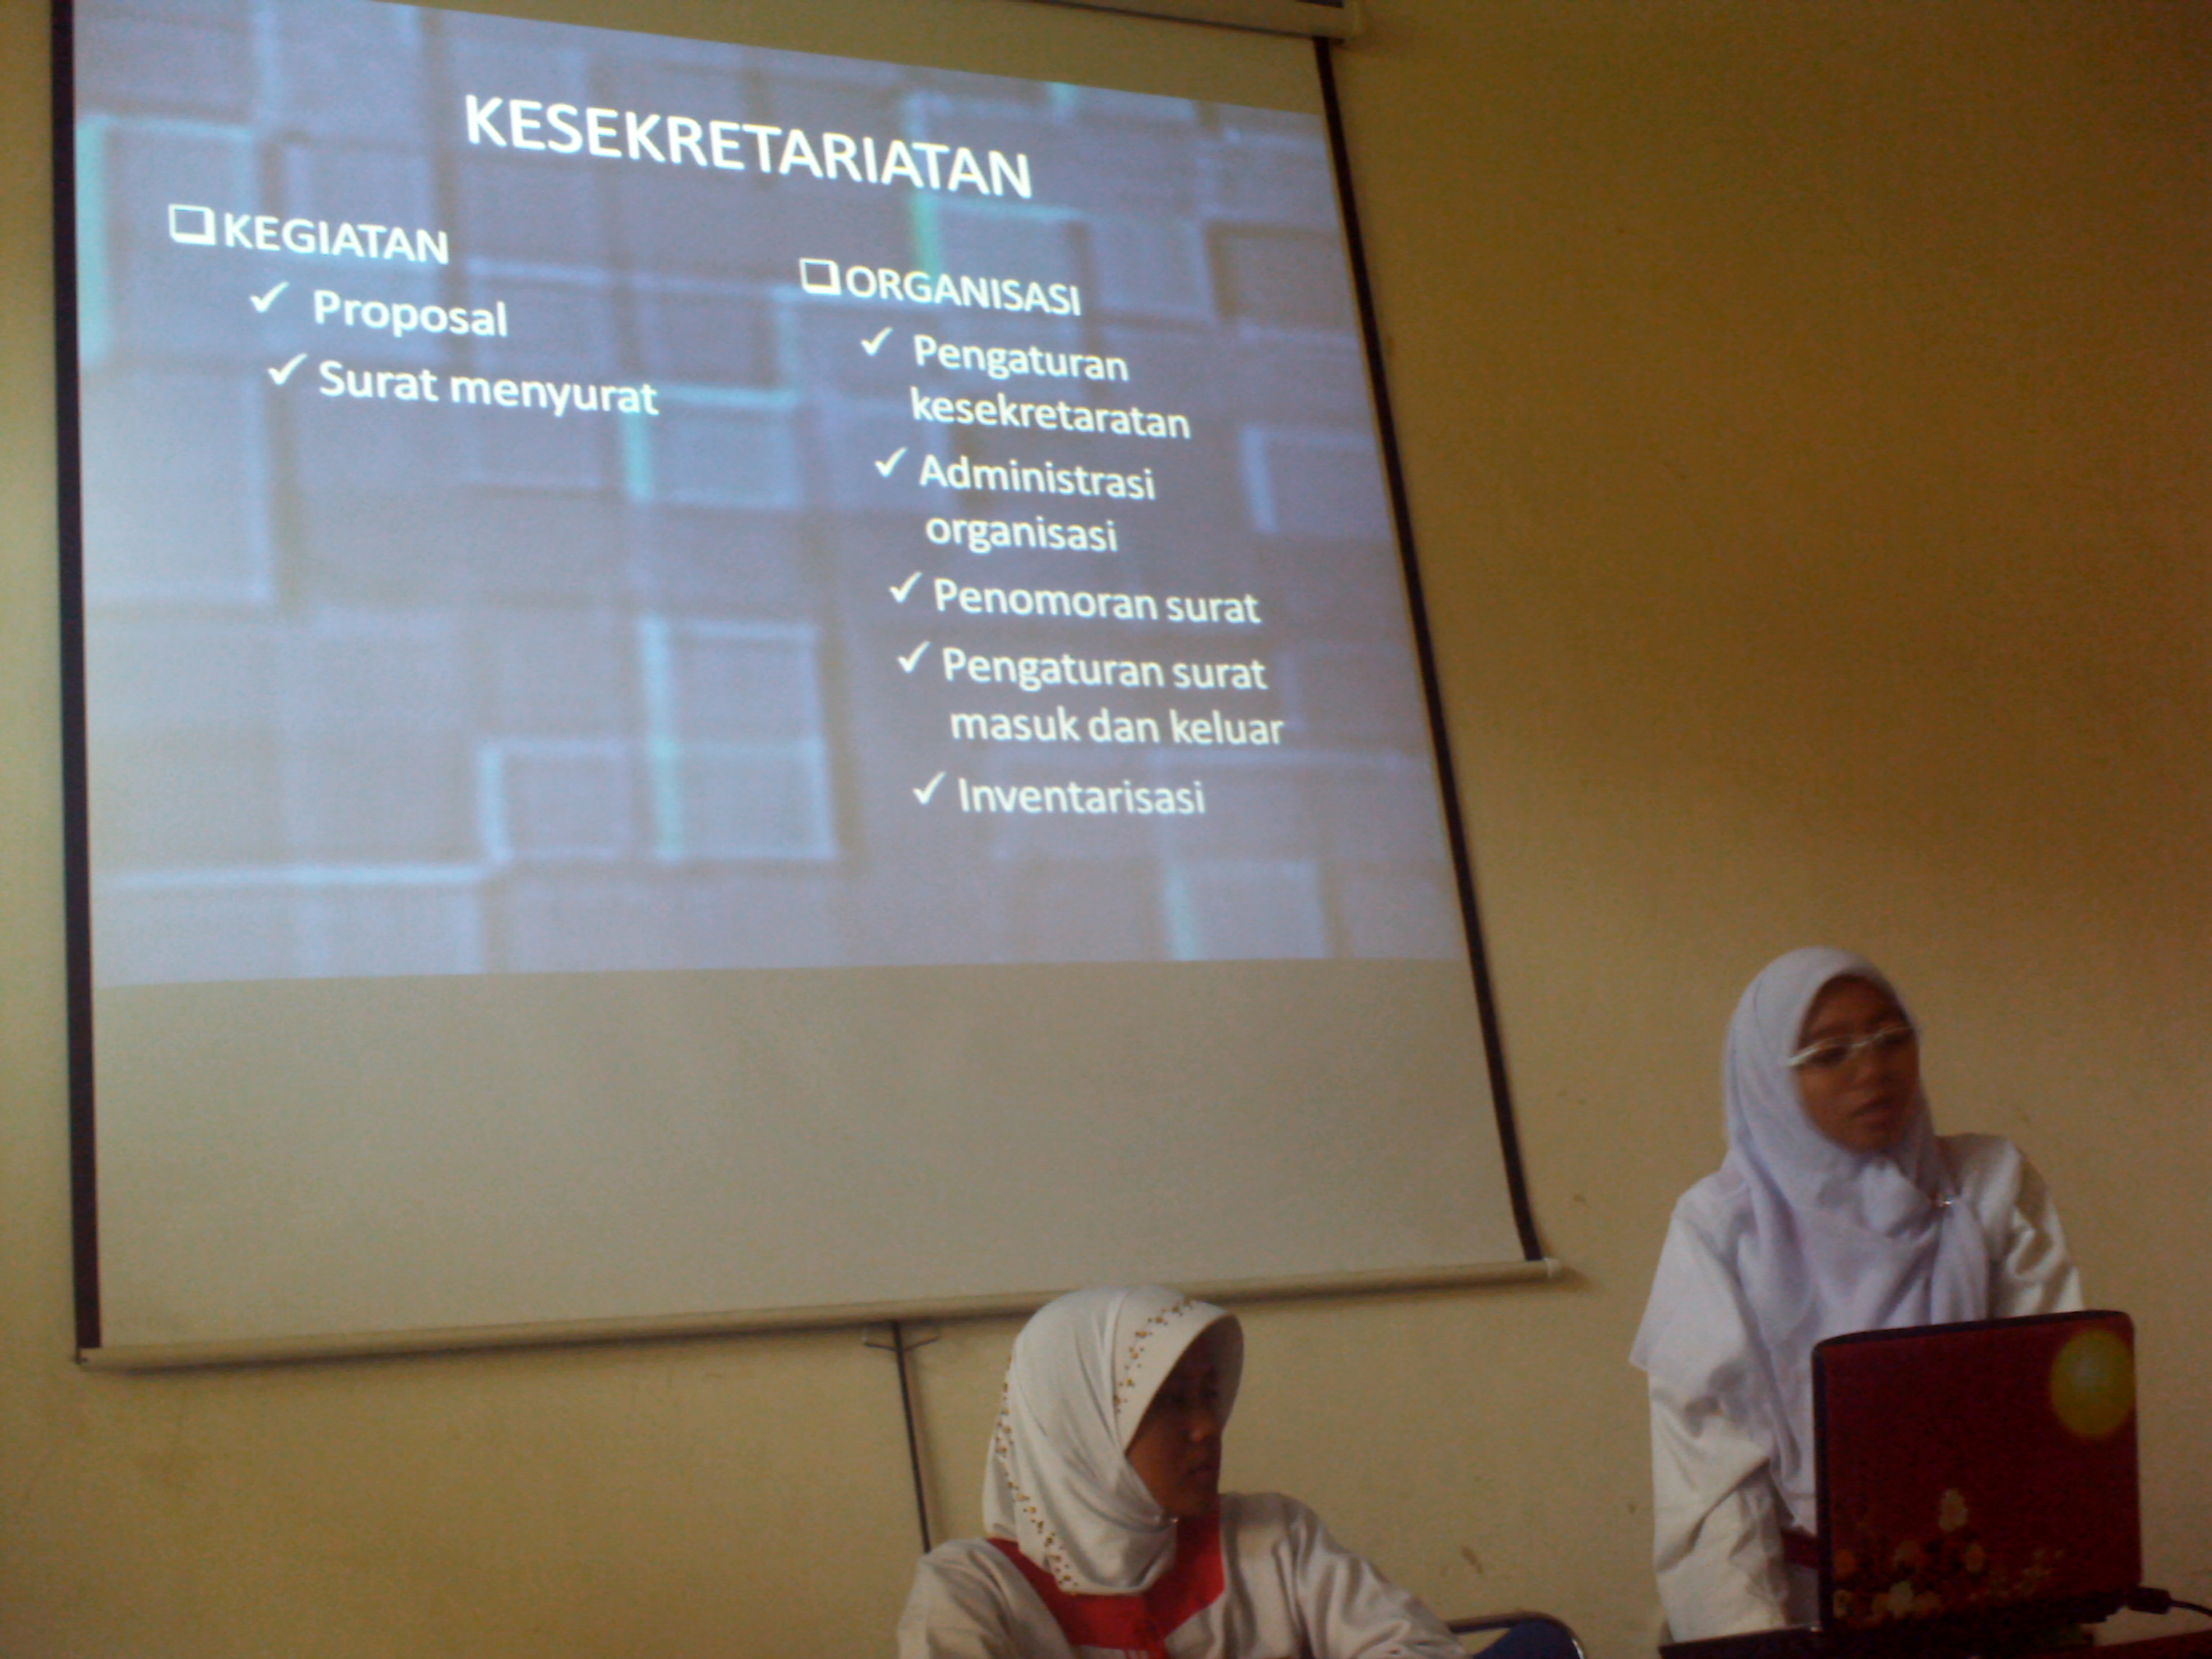 KESEKRETARIATAN
KEGIATAN
Proposal
Surat menyurat
ORGANISASI
Pengaturan
kesekretaratan
Administrasi
organisasi
Penomoran surat
Pengaturan surat
masuk dan keluar
Inventarisasi